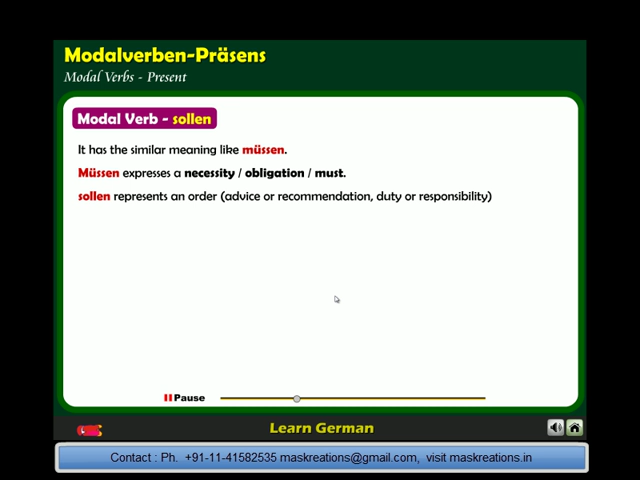 Modalverben-Präsens
Modal Verbs - Present
Modal Verb - sollen
It has the similar meaning like müssen.
Müssen expresses a necessity / obligation / must.
sollen represents an order (advice or recommendation, duty or responsibility)
Pause
Learn German
Contact : Ph. +91-11-41582535 maskreations@gmail.com, visit maskreations.in